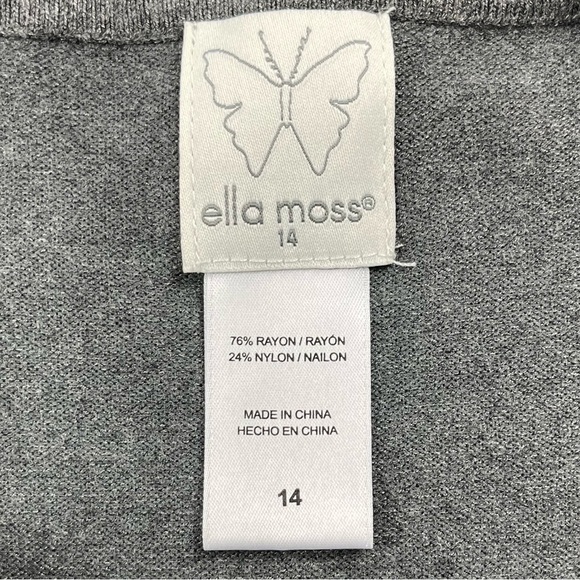 ella moss®
14
76% RAYON / RAYÓN
24% NYLON / NAILON
MADE IN CHINA
HECHO EN CHINA
14